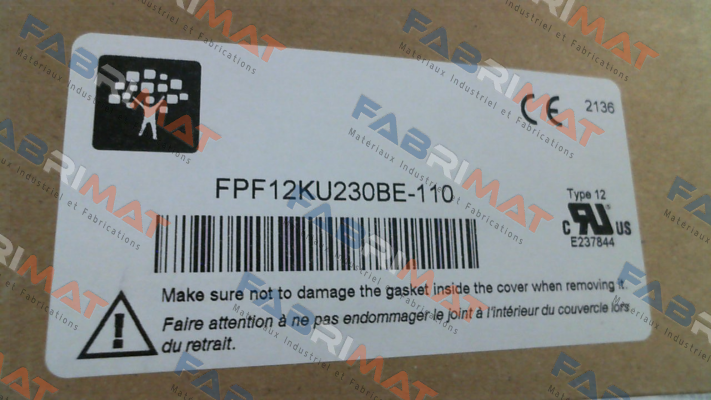 CE 2136
FPF12KU230BE-110
Type 12
C US
E237844
Make sure not to damage the gasket inside the cover when removing it.
Faire attention à ne pas endommager le joint à l'intérieur du couvercle lors
du retrait.
FABRIMAT
Materiaux Industriel et Fabrications